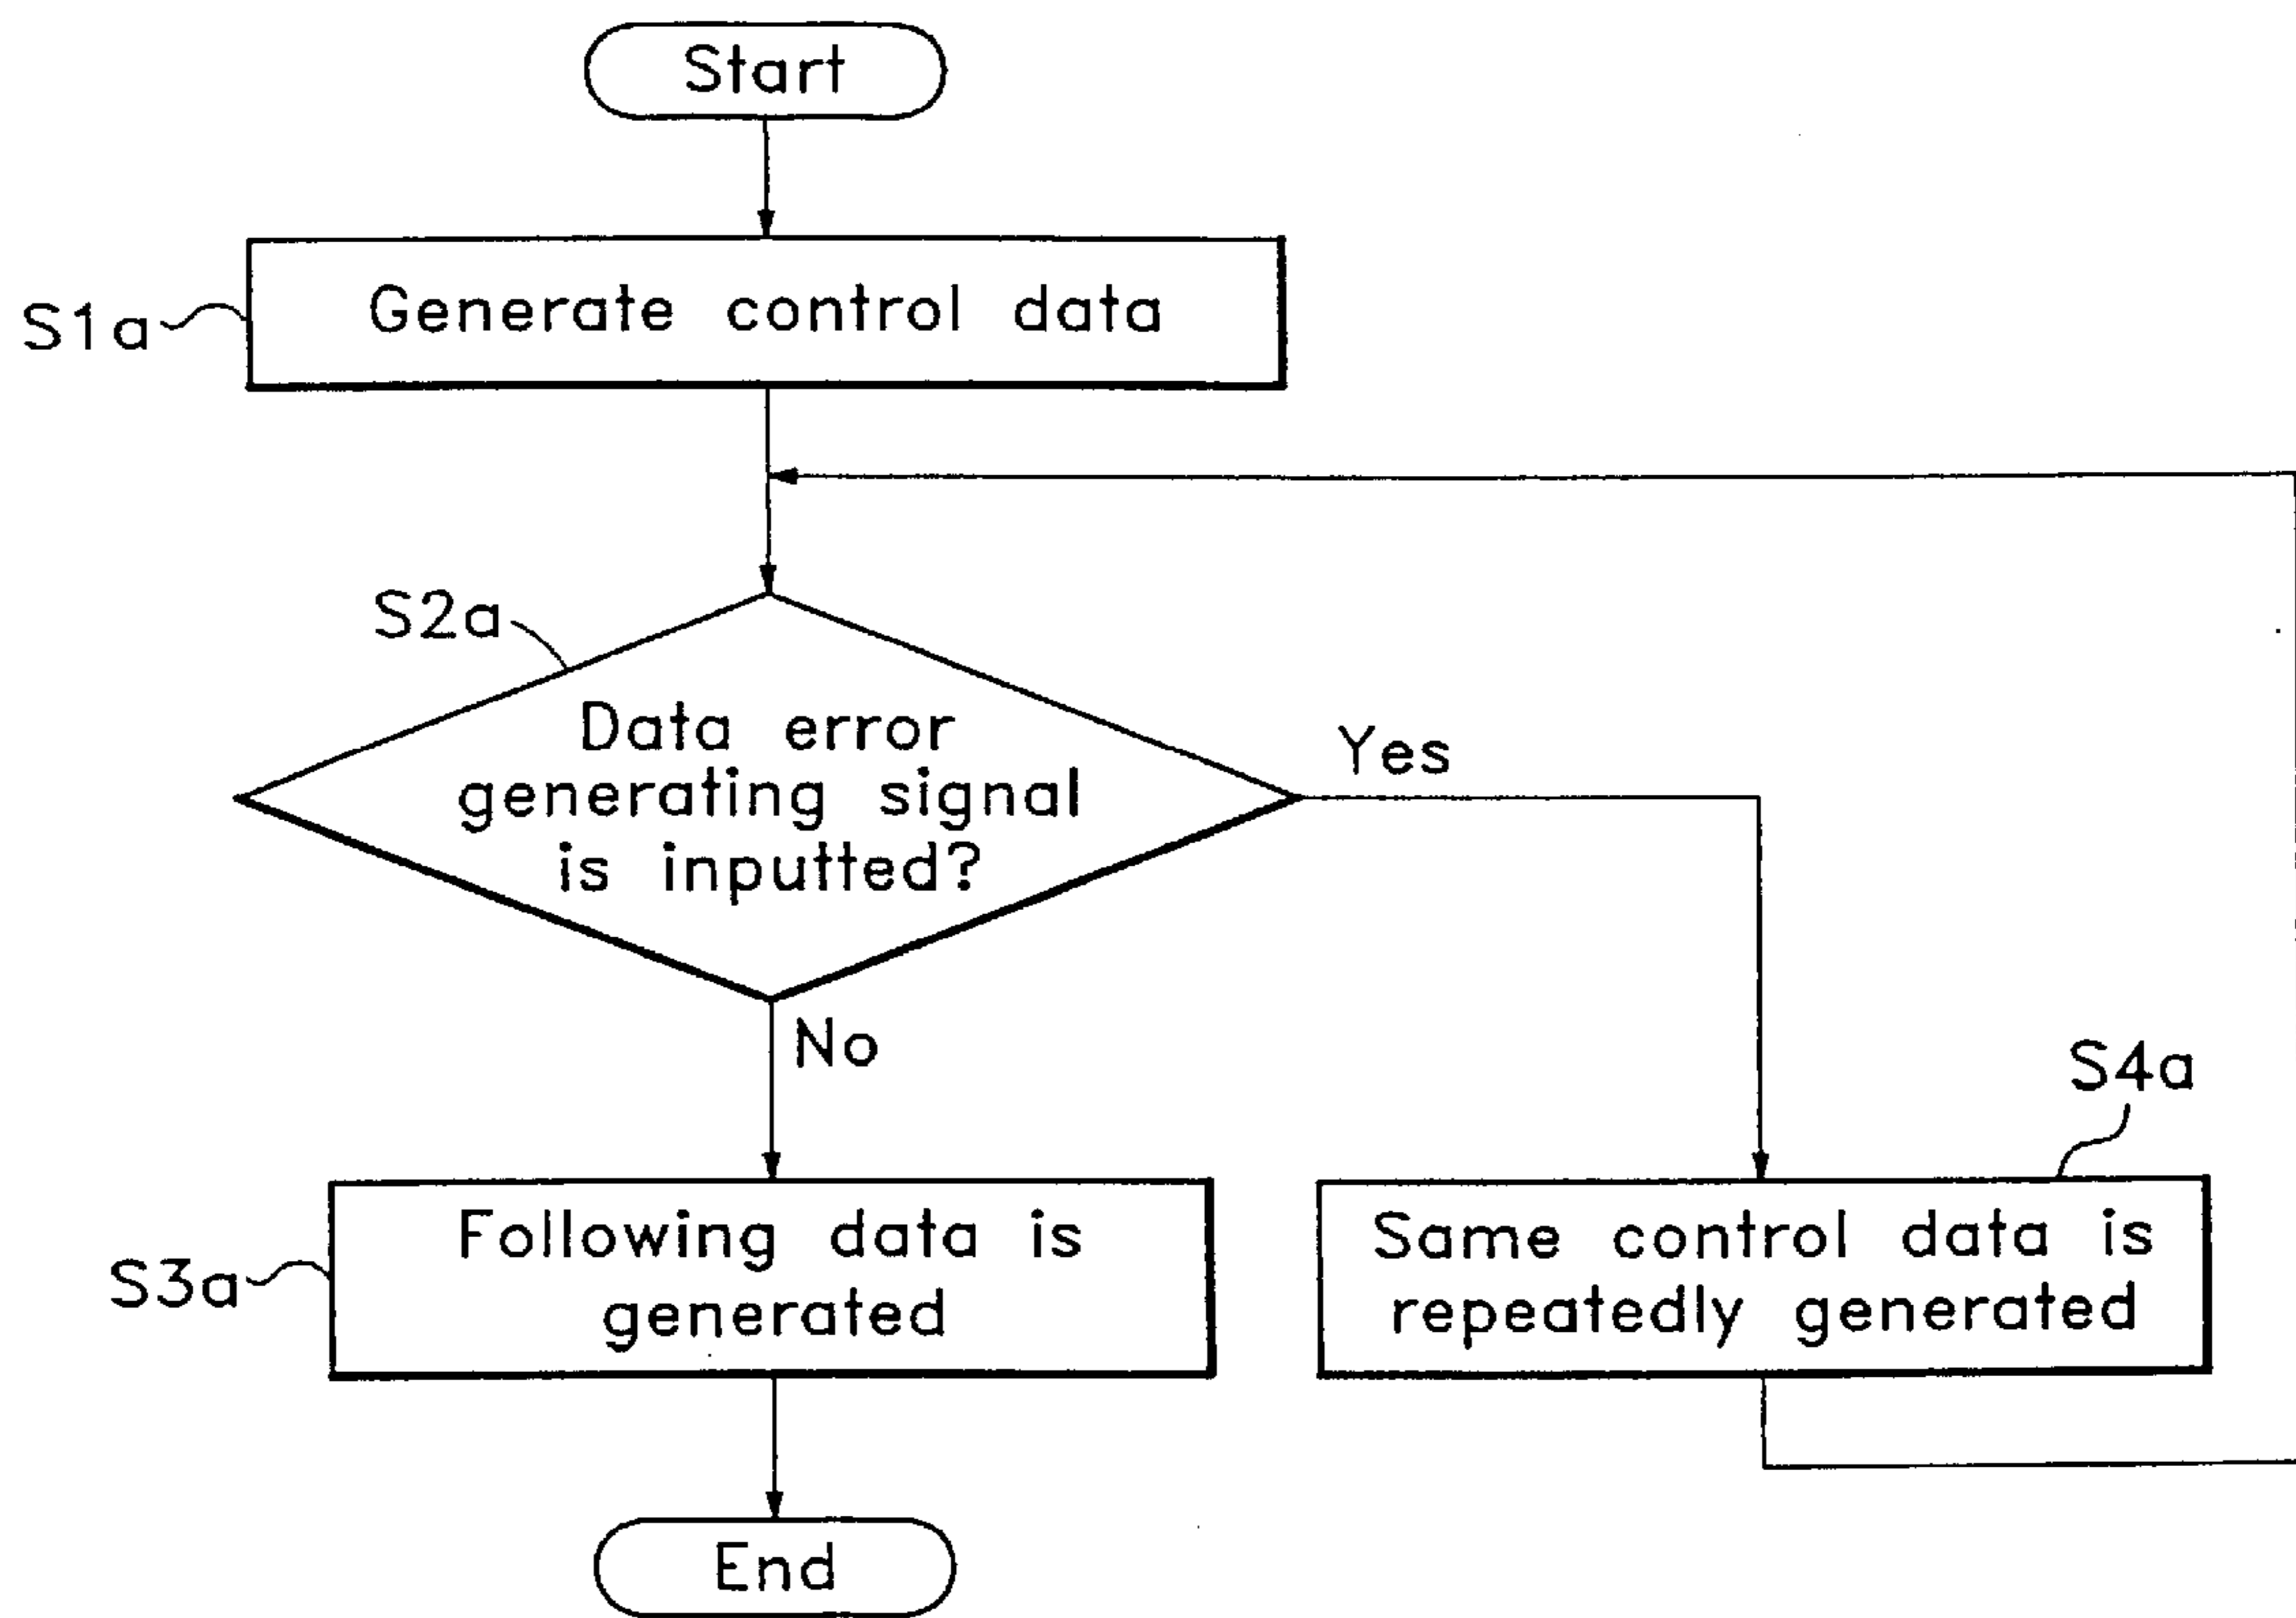 Start
S1a
Generate control data
S2a
Data error
generating signal
is inputted?
Yes
No
S4a
S3a
Following data is
generated
Same control data is
repeatedly generated
End